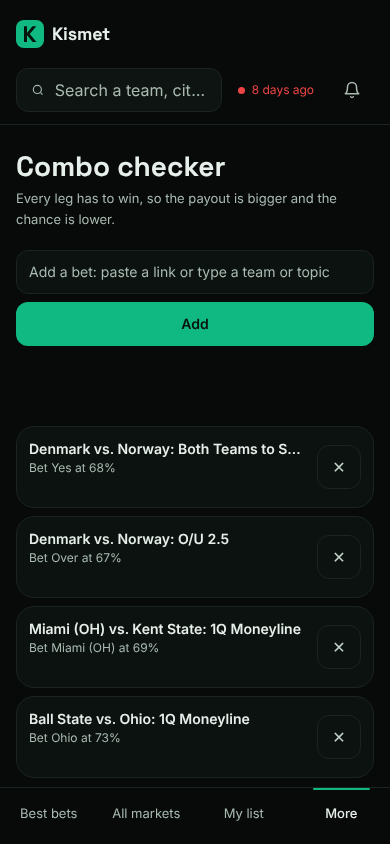 K Kismet
Search a team, cit...
8 days ago
Combo checker
Every leg has to win, so the payout is bigger and the
chance is lower.
Add a bet: paste a link or type a team or topic
Add
Denmark vs. Norway: Both Teams to S...
Bet Yes at 68%
Denmark vs. Norway: O/U 2.5
Bet Over at 67%
Miami (OH) vs. Kent State: 1Q Moneyline
Bet Miami (OH) at 69%
Ball State vs. Ohio: 1Q Moneyline
Bet Ohio at 73%
Best bets All markets My list More